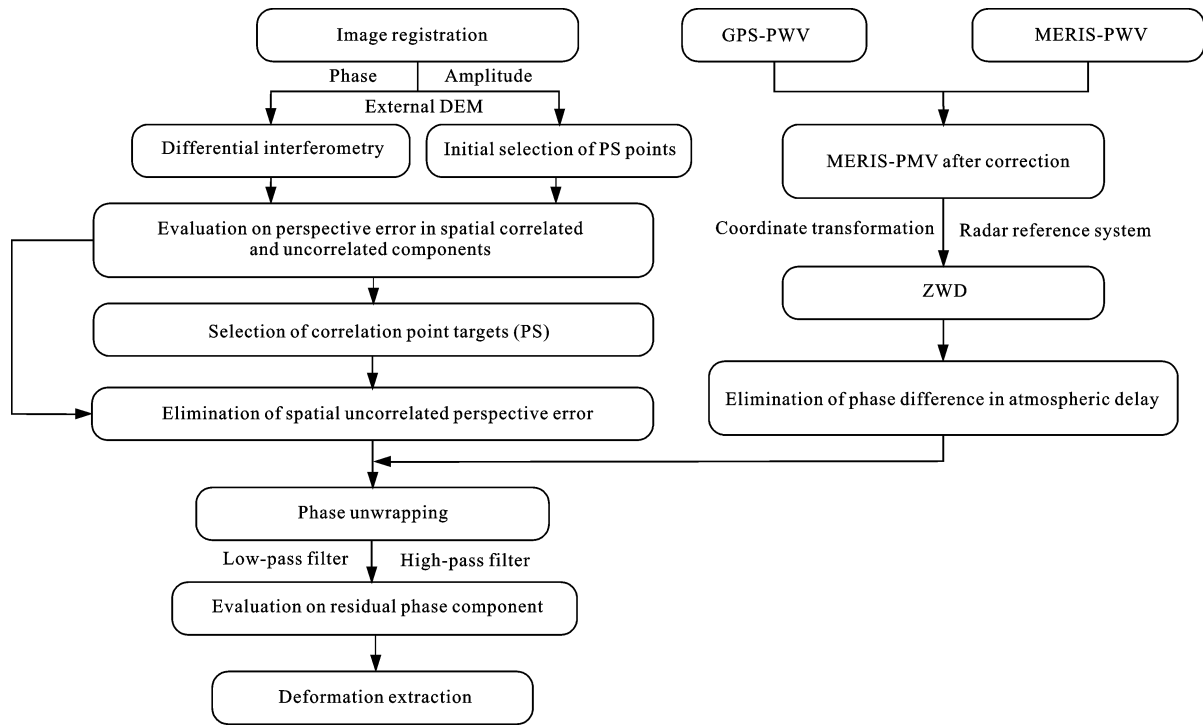 Image registration
Phase
Amplitude
External DEM
Differential interferometry
Initial selection of PS points
Evaluation on perspective error in spatial correlated
and uncorrelated components
Selection of correlation point targets (PS)
Elimination of spatial uncorrelated perspective error
Phase unwrapping
Low-pass filter
High-pass filter
Evaluation on residual phase component
Deformation extraction
GPS-PWV
MERIS-PWV
MERIS-PMV after correction
Coordinate transformation
Radar reference system
ZWD
Elimination of phase difference in atmospheric delay